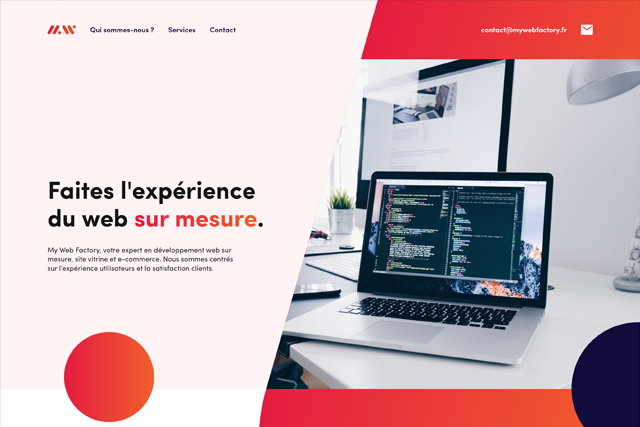 Qui sommes-nous ? Services Contact contact@mywebfactory.fr
Faites l'expérience
du web sur mesure.
My Web Factory, votre expert en développement web sur
mesure, site vitrine et e-commerce. Nous sommes centrés
sur l'expérience utilisateurs et la satisfaction clients.